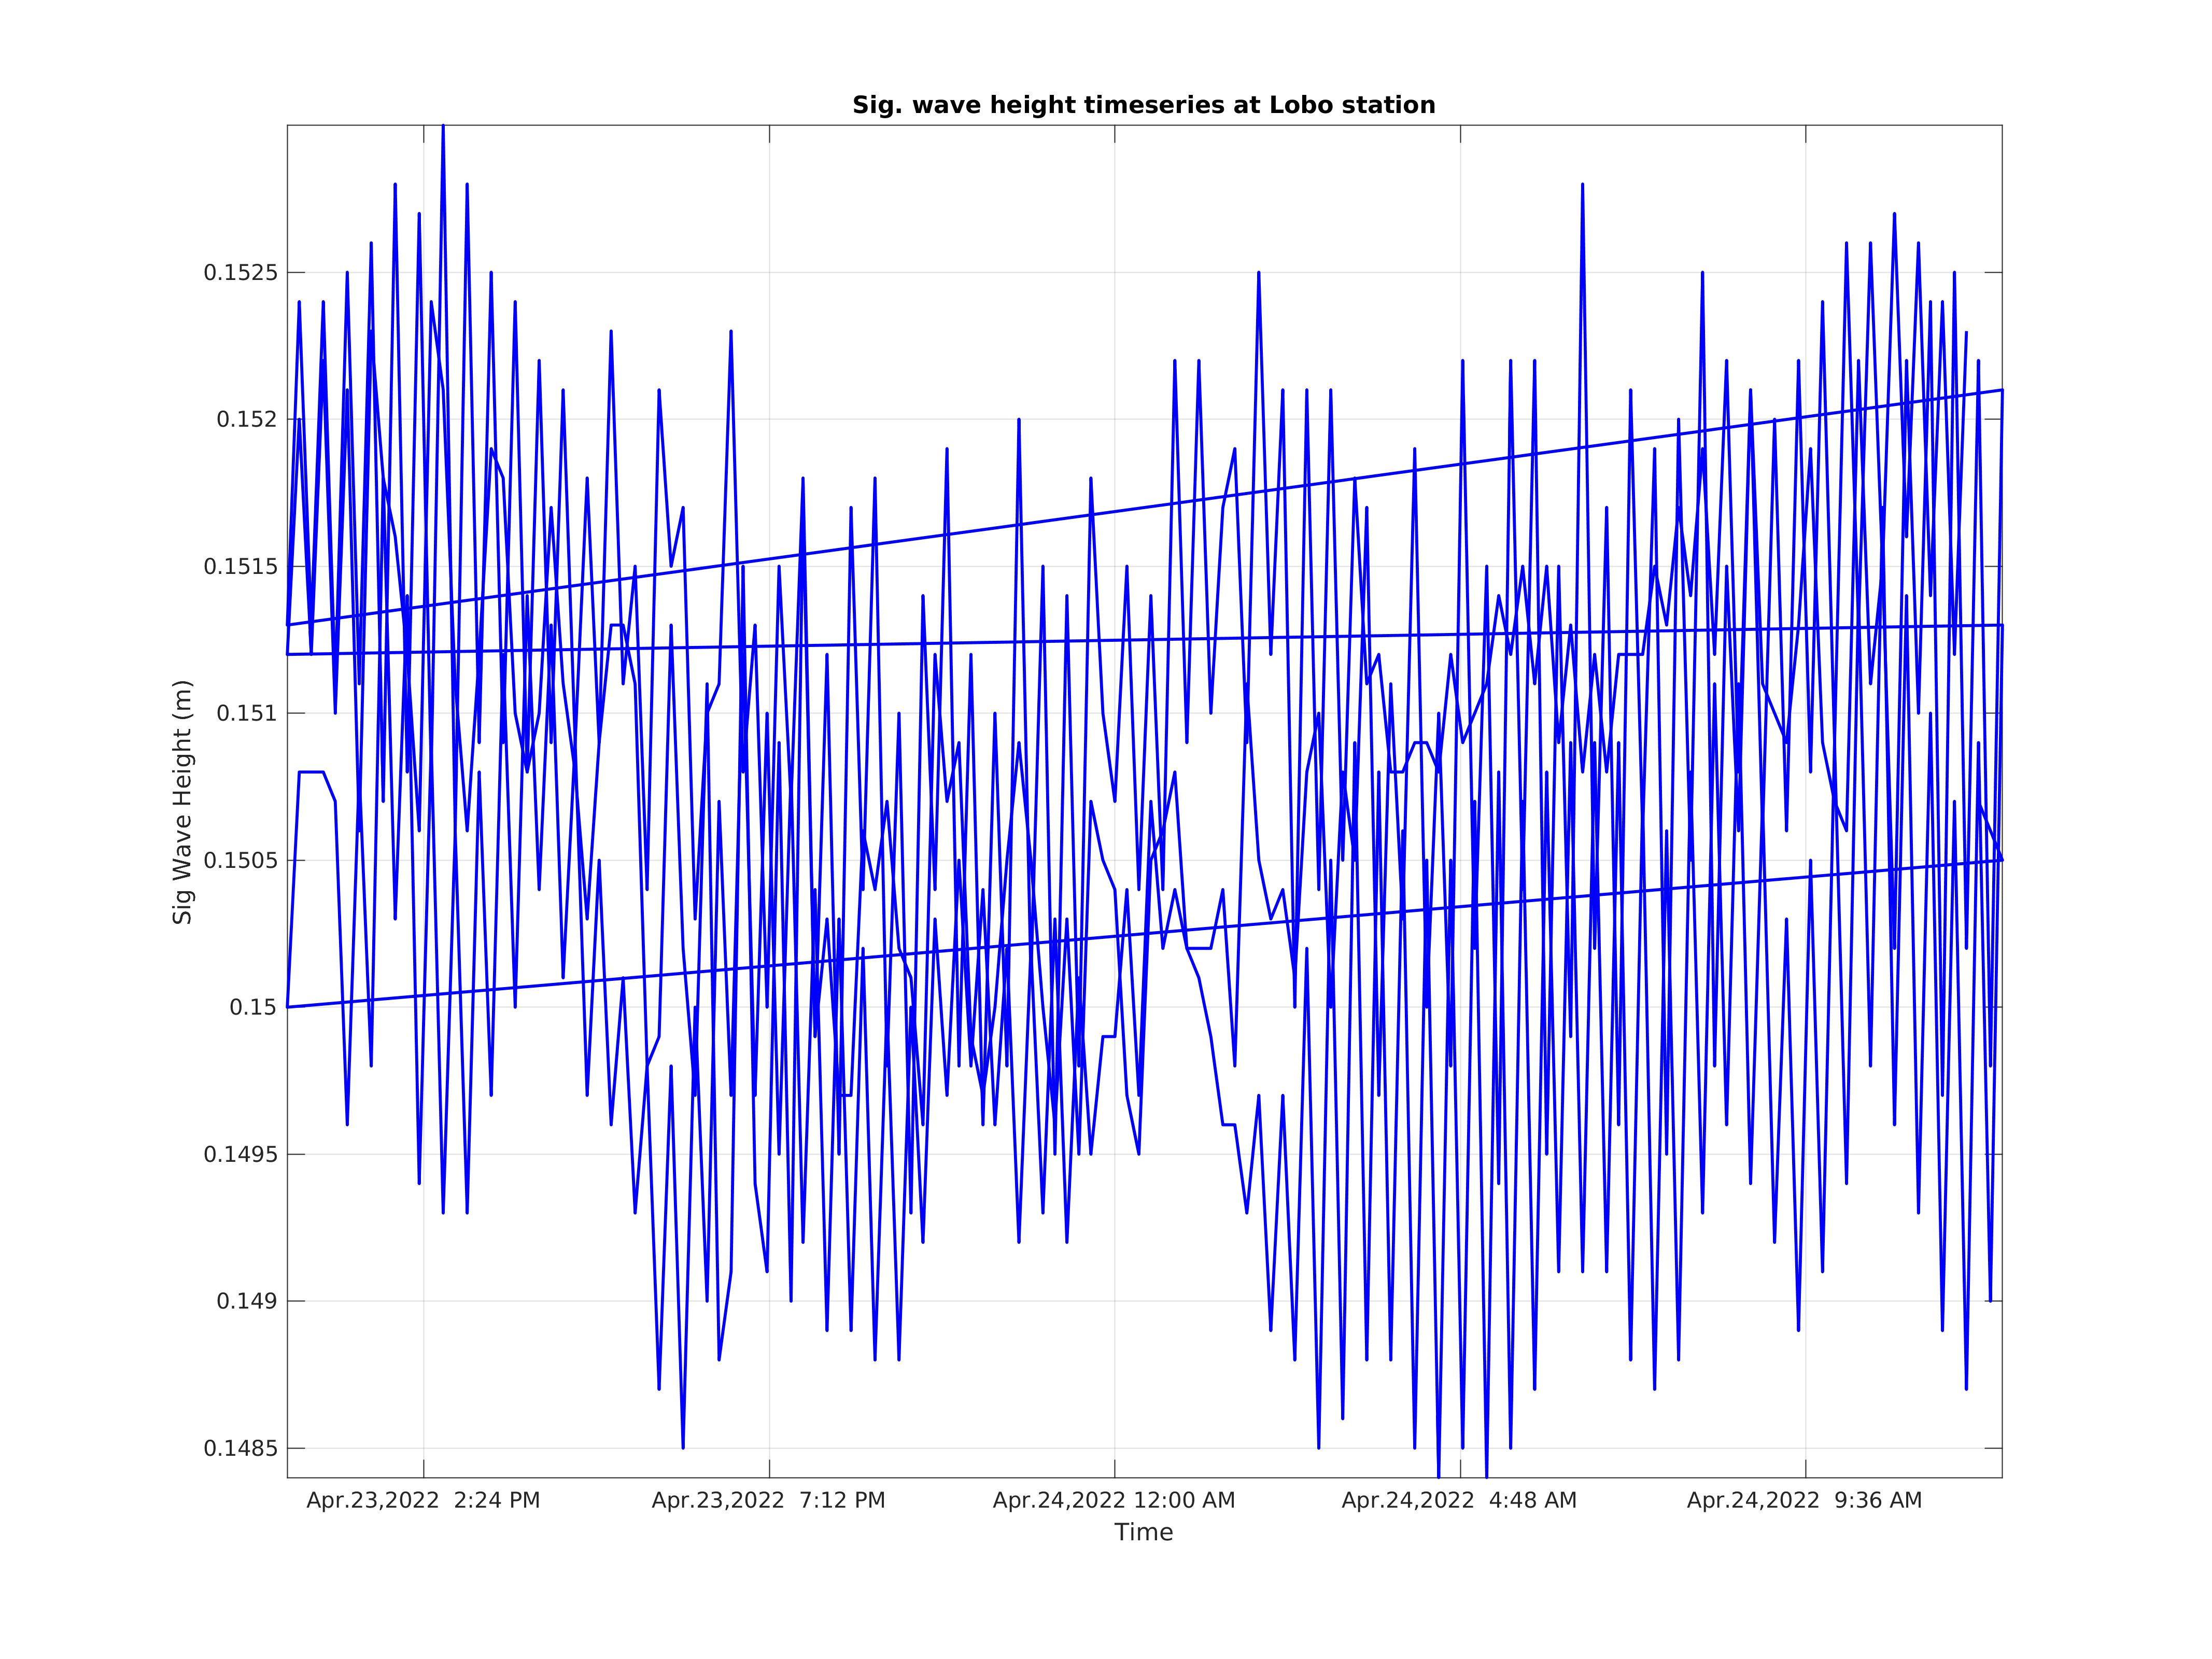 Sig. wave height timeseries at Lobo station
Sig Wave Height (m)
0.1525
0.152
0.1515
0.151
0.1505
0.15
0.1495
0.149
0.1485
Apr.23,2022  2:24 PM
Apr.23,2022  7:12 PM
Apr.24,2022 12:00 AM
Apr.24,2022  4:48 AM
Apr.24,2022  9:36 AM
Time